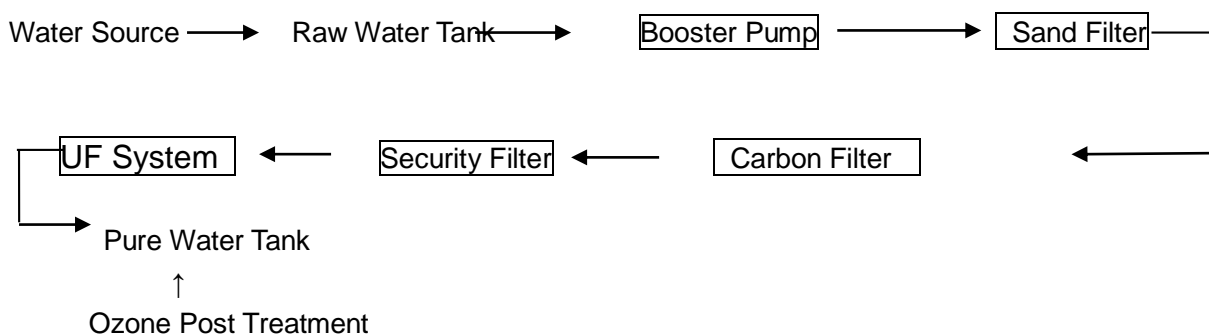 Water Source Raw Water Tank Booster Pump Sand Filter
UF System Security Filter Carbon Filter
Pure Water Tank
↑
Ozone Post Treatment